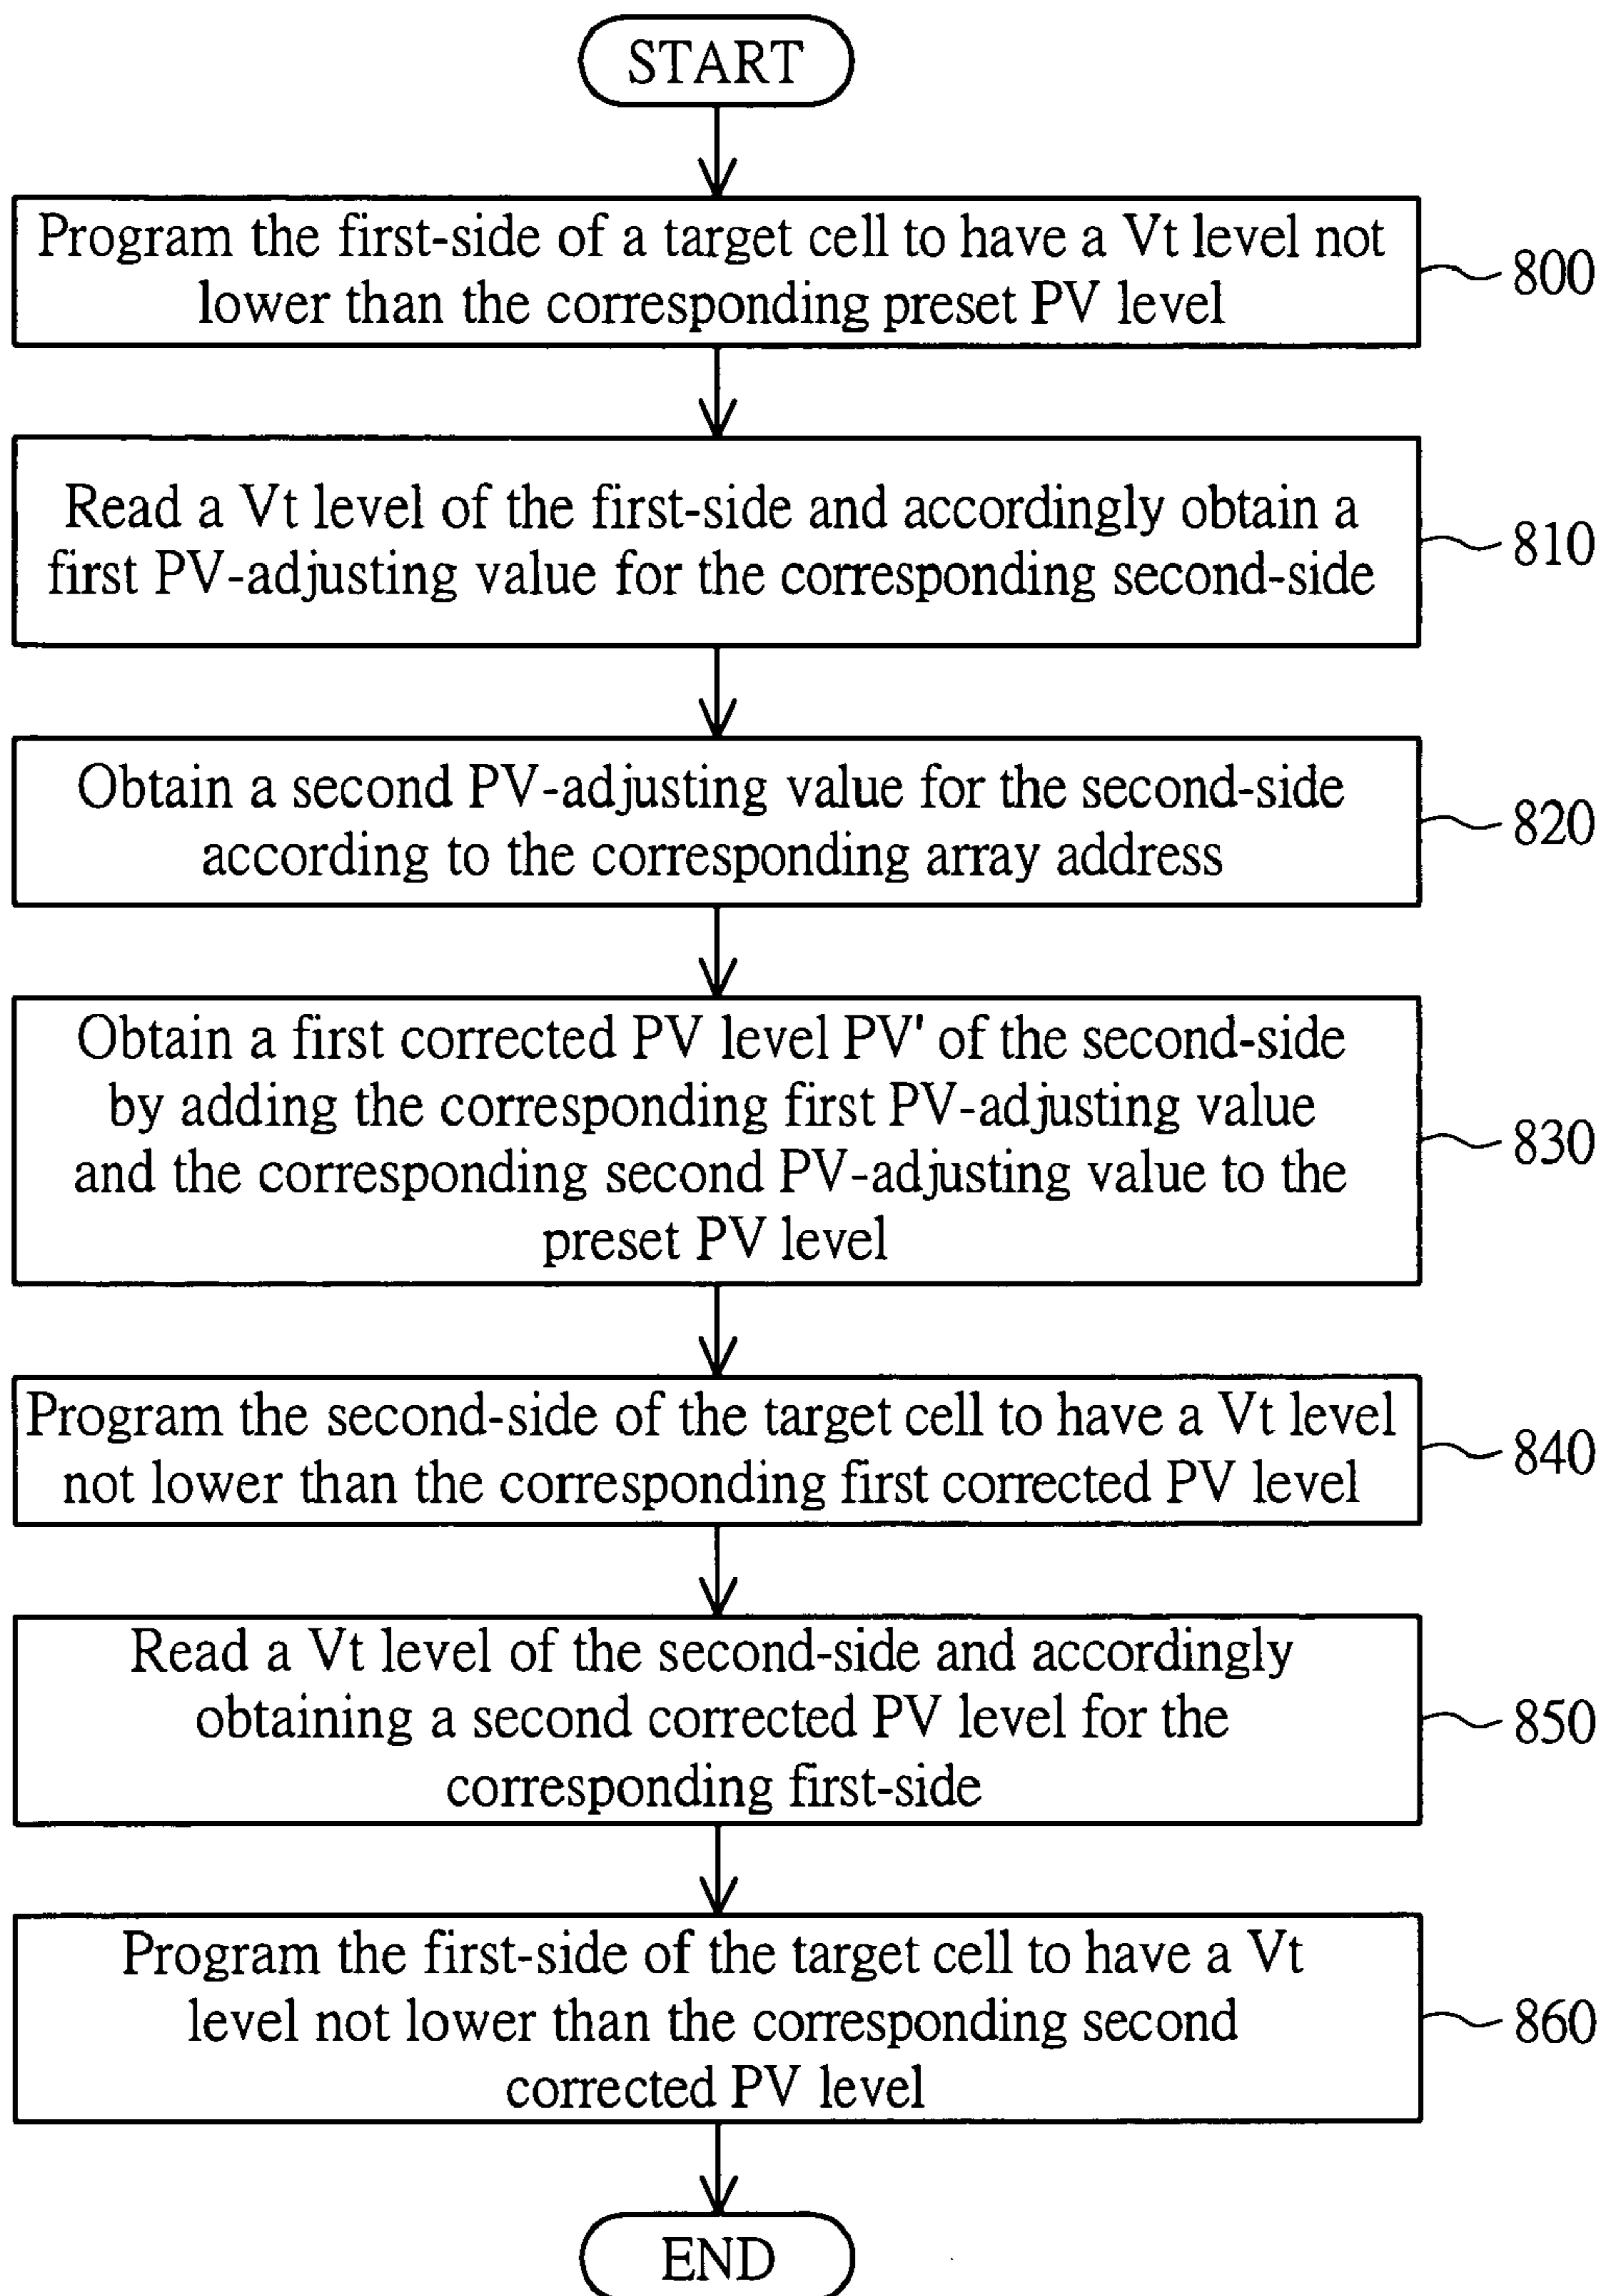 START
Program the first-side of a target cell to have a Vt level not
lower than the corresponding preset PV level
800
Read a Vt level of the first-side and accordingly obtain a
first PV-adjusting value for the corresponding second-side
810
Obtain a second PV-adjusting value for the second-side
according to the corresponding array address
820
Obtain a first corrected PV level PV' of the second-side
by adding the corresponding first PV-adjusting value
and the corresponding second PV-adjusting value to the
preset PV level
830
Program the second-side of the target cell to have a Vt level
not lower than the corresponding first corrected PV level
840
Read a Vt level of the second-side and accordingly
obtaining a second corrected PV level for the
corresponding first-side
850
Program the first-side of the target cell to have a Vt
level not lower than the corresponding second
corrected PV level
860
END